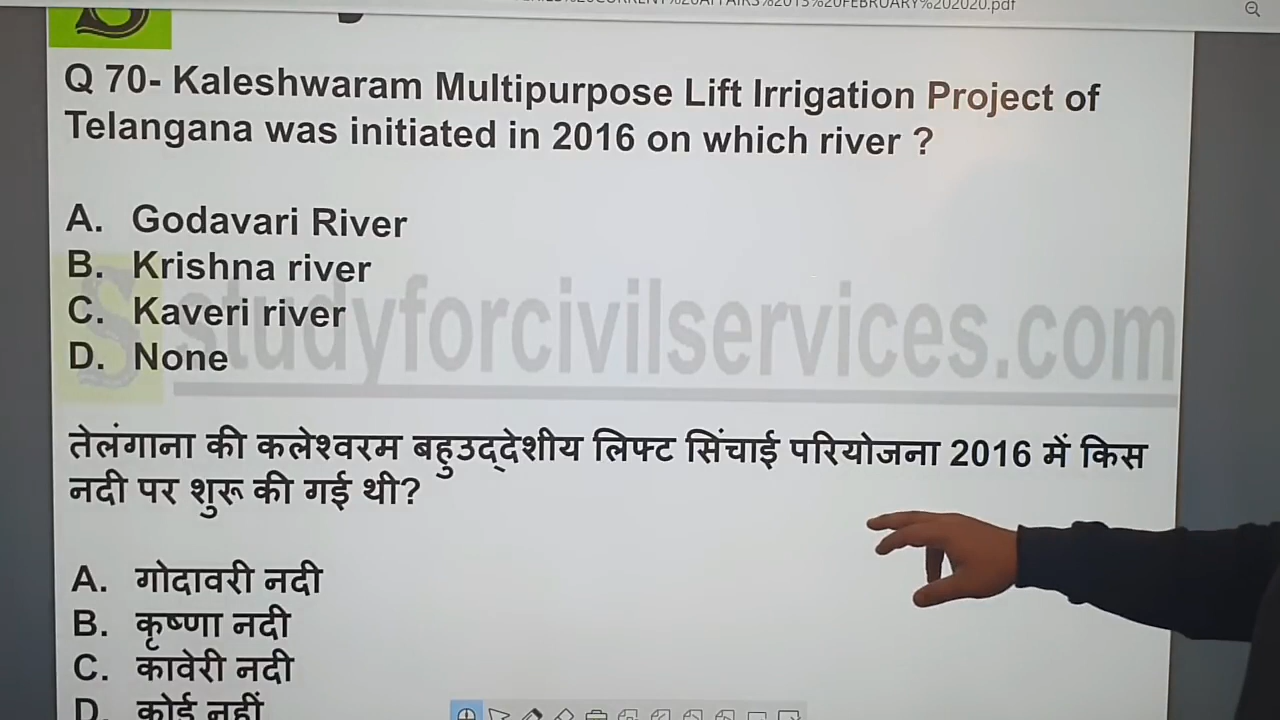 Q 70- Kaleshwaram Multipurpose Lift Irrigation Project of
Telangana was initiated in 2016 on which river ?
A. Godavari River
B. Krishna river
C. Kaveri river
D. None
studyforcivilservices.com
तेलंगाना की कलेश्वरम बहुउद्देशीय लिफ्ट सिंचाई परियोजना 2016 में किस
नदी पर शुरू की गई थी?
A. गोदावरी नदी
B. कृष्णा नदी
C. कावेरी नदी
D. कोई नहीं